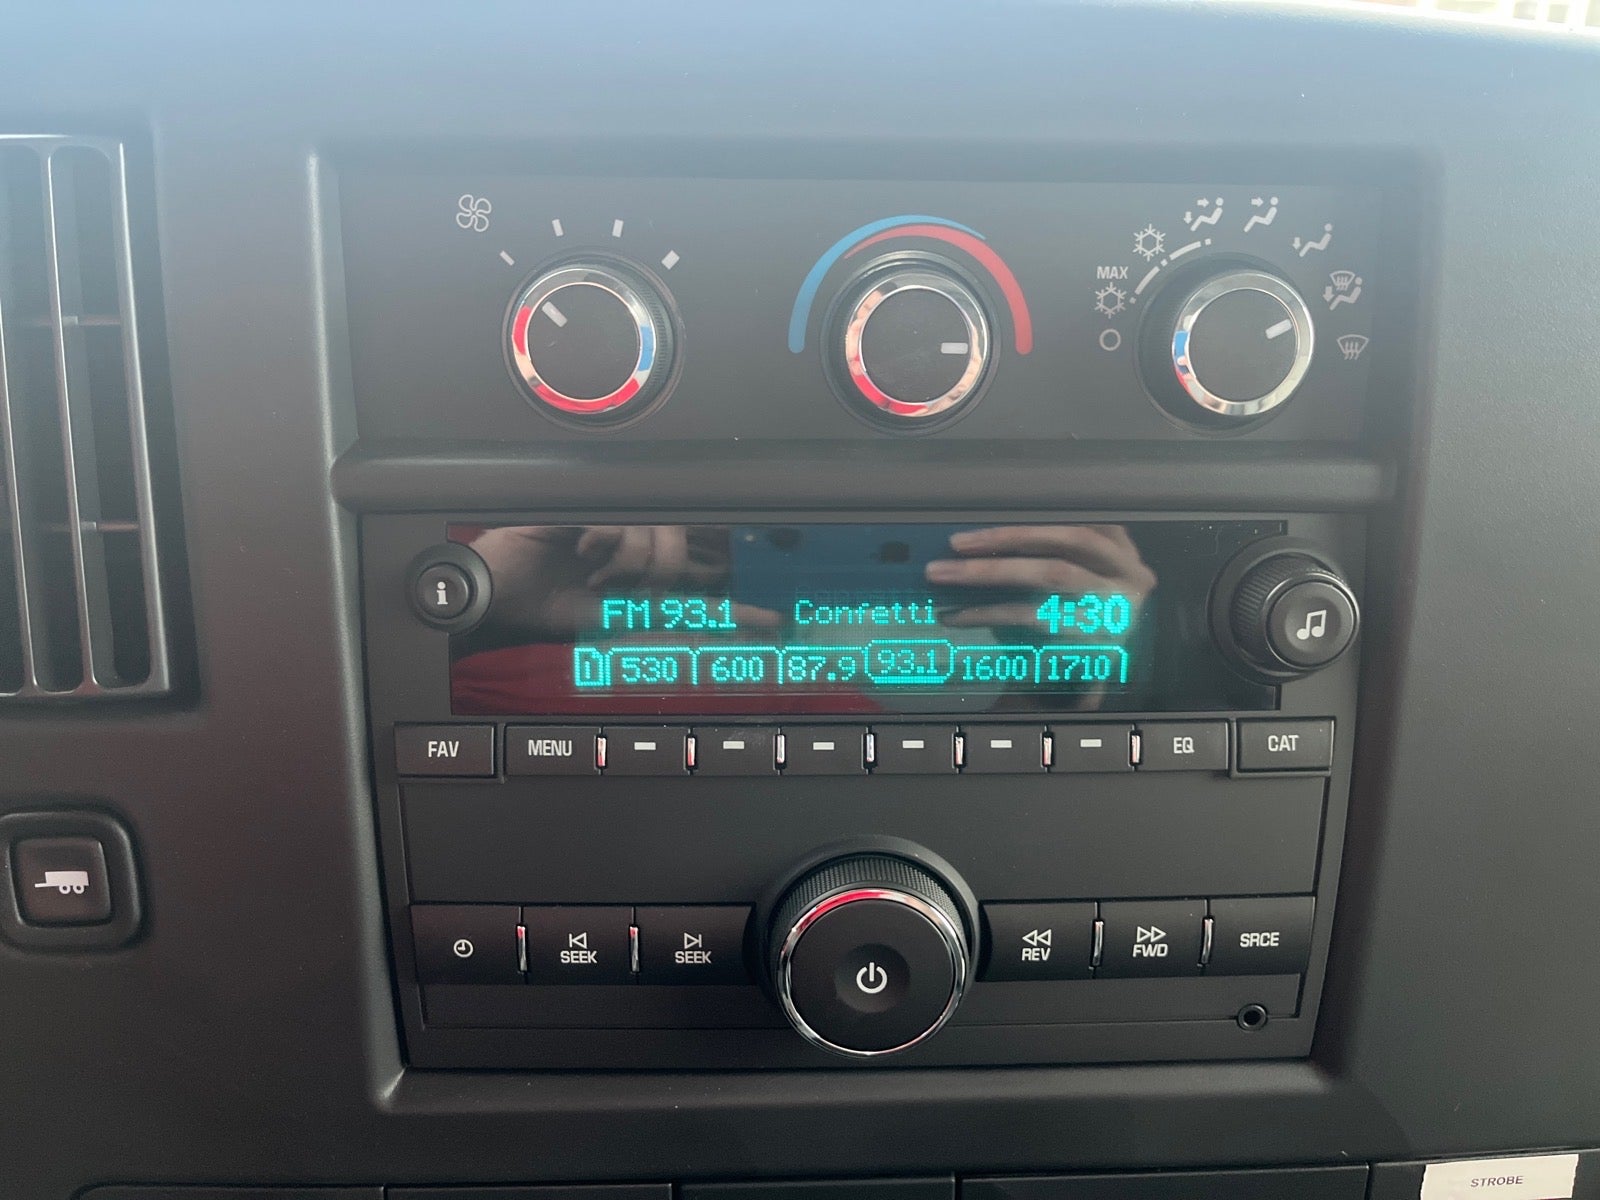 MAX
i
FM 93.1 Confetti 4:30
1 530 600 87.9 93.1 1600 1710
FAV MENU EQ CAT
SEEK SEEK REV FWD SRCE
STROBE